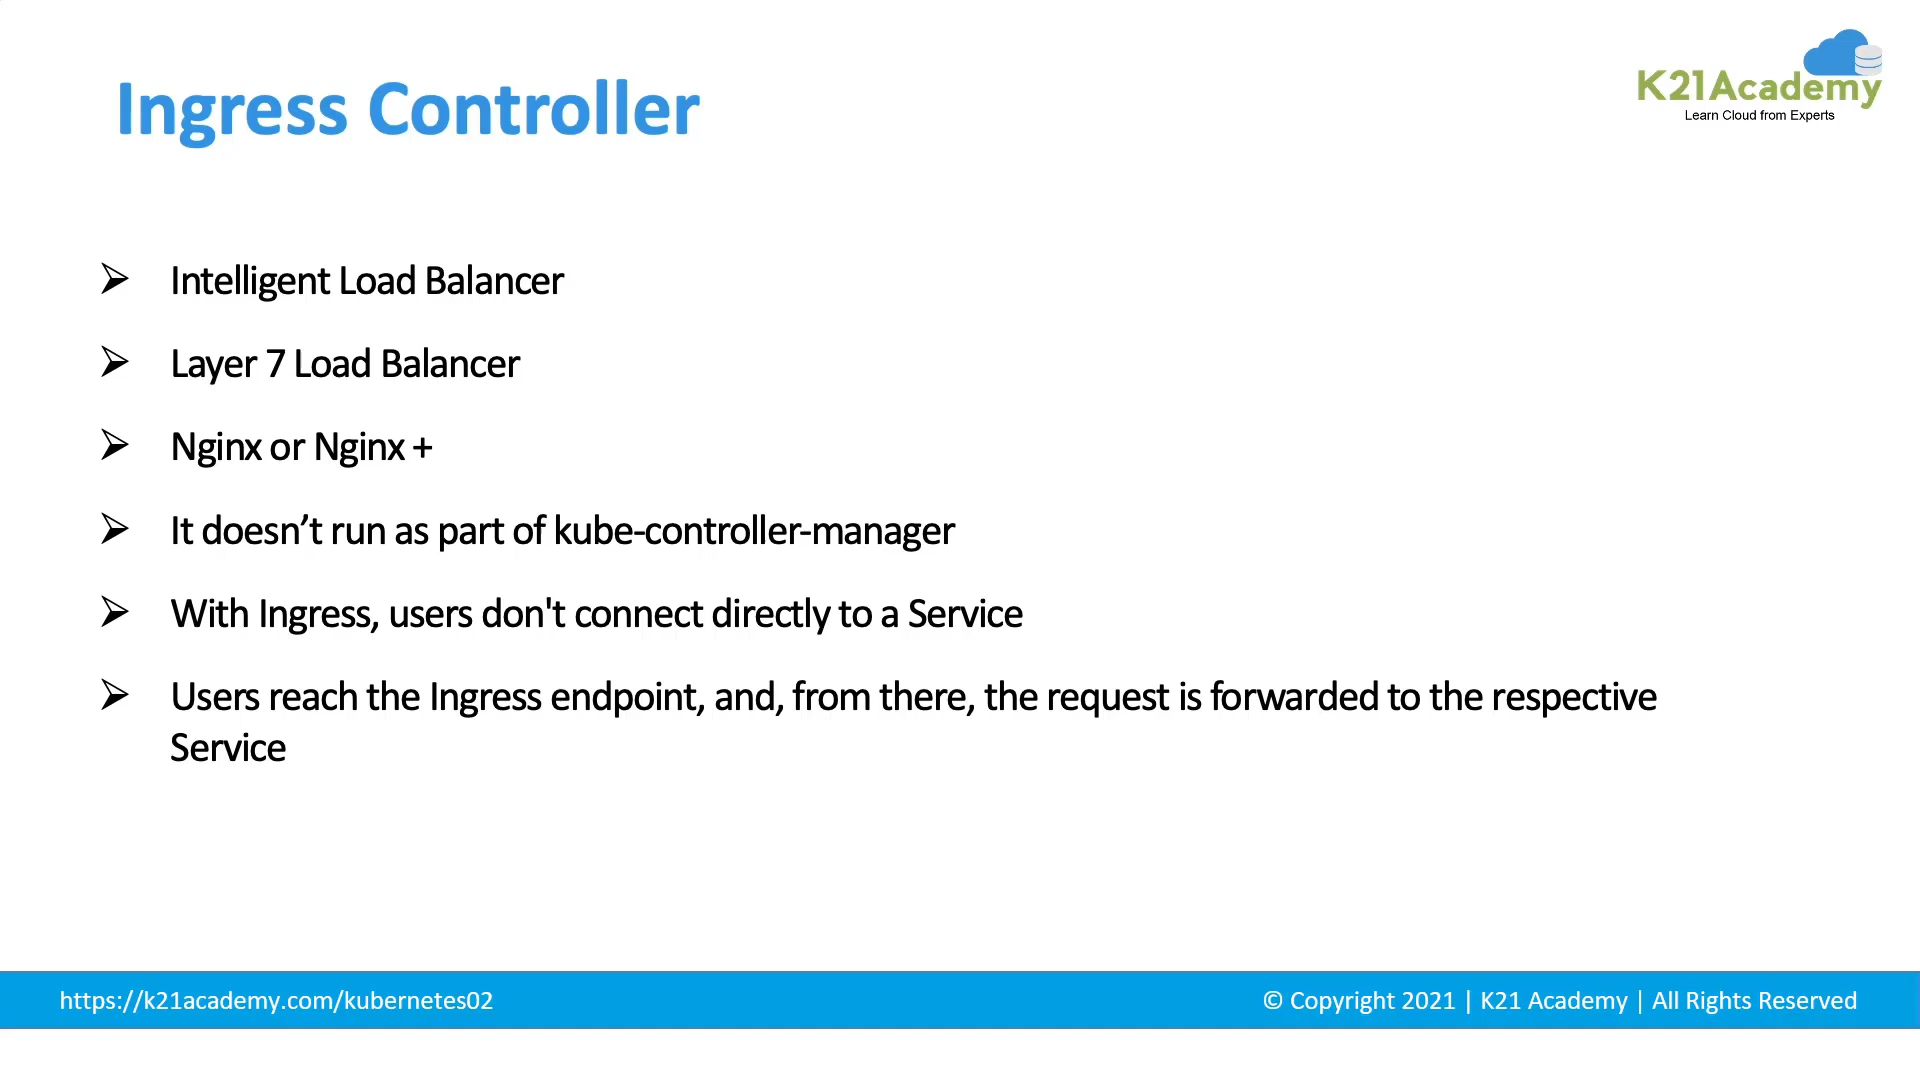 K21Academy
Learn Cloud from Experts
Ingress Controller
Intelligent Load Balancer
Layer 7 Load Balancer
Nginx or Nginx +
It doesn’t run as part of kube-controller-manager
With Ingress, users don't connect directly to a Service
Users reach the Ingress endpoint, and, from there, the request is forwarded to the respective
Service
https://k21academy.com/kubernetes02
© Copyright 2021 | K21 Academy | All Rights Reserved